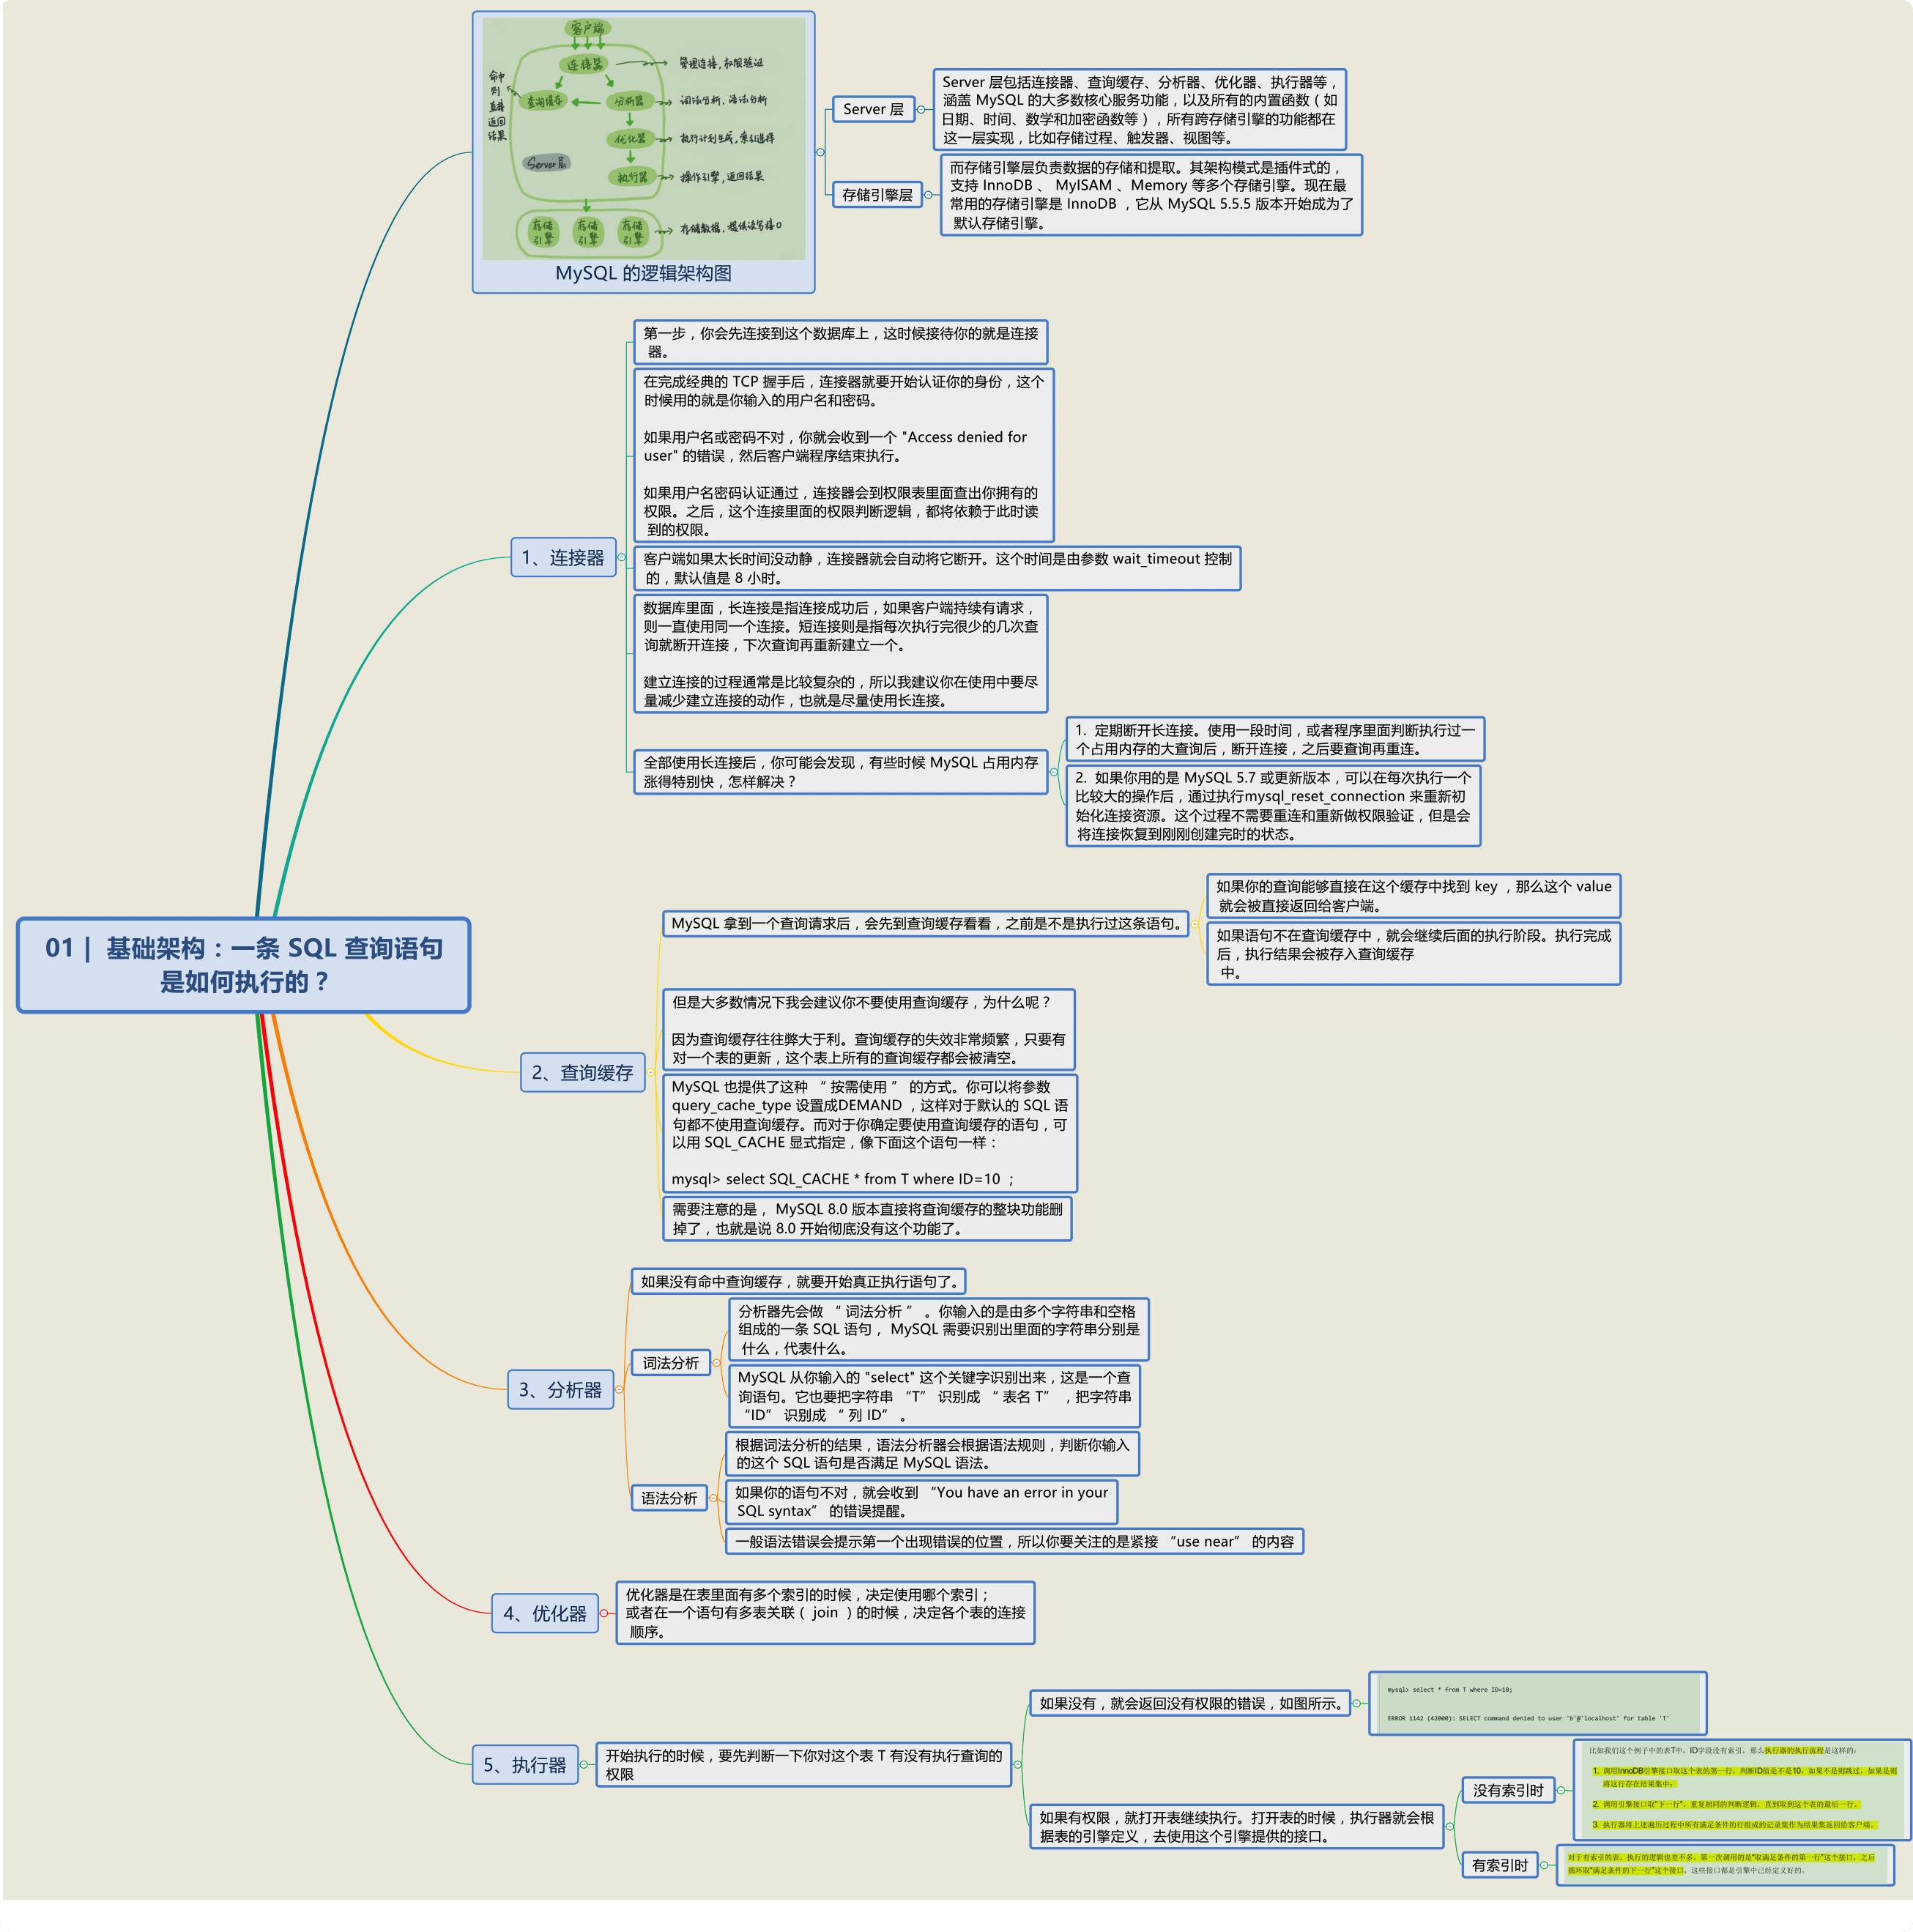 客户端
连接器
管理连接,权限验证
命中
则
直接
返回
结果
查询缓存
分析器
词法分析,语法分析
优化器
执行计划生成,索引选择
Server层
执行器
操作引擎,返回结果
存储
引擎
存储
引擎
存储
引擎
存储数据,提供读写接口
MySQL 的逻辑架构图
Server 层
Server 层包括连接器、查询缓存、分析器、优化器、执行器等，
涵盖 MySQL 的大多数核心服务功能，以及所有的内置函数（如
日期、时间、数学和加密函数等），所有跨存储引擎的功能都在
这一层实现，比如存储过程、触发器、视图等。
存储引擎层
而存储引擎层负责数据的存储和提取。其架构模式是插件式的，
支持 InnoDB 、 MyISAM 、Memory 等多个存储引擎。现在最
常用的存储引擎是 InnoDB ，它从 MySQL 5.5.5 版本开始成为了
默认存储引擎。
01 |  基础架构：一条 SQL 查询语句
是如何执行的？
1、连接器
第一步，你会先连接到这个数据库上，这时候接待你的就是连接
器。
在完成经典的 TCP 握手后，连接器就要开始认证你的身份，这个
时候用的就是你输入的用户名和密码。
如果用户名或密码不对，你就会收到一个 "Access denied for
user" 的错误，然后客户端程序结束执行。
如果用户名密码认证通过，连接器会到权限表里面查出你拥有的
权限。之后，这个连接里面的权限判断逻辑，都将依赖于此时读
到的权限。
客户端如果太长时间没动静，连接器就会自动将它断开。这个时间是由参数 wait_timeout 控制
的，默认值是 8 小时。
数据库里面，长连接是指连接成功后，如果客户端持续有请求，
则一直使用同一个连接。短连接则是指每次执行完很少的几次查
询就断开连接，下次查询再重新建立一个。
建立连接的过程通常是比较复杂的，所以我建议你在使用中要尽
量减少建立连接的动作，也就是尽量使用长连接。
全部使用长连接后，你可能会发现，有些时候 MySQL 占用内存
涨得特别快，怎样解决？
1.  定期断开长连接。使用一段时间，或者程序里面判断执行过一
个占用内存的大查询后，断开连接，之后要查询再重连。
2.  如果你用的是 MySQL 5.7 或更新版本，可以在每次执行一个
比较大的操作后，通过执行mysql_reset_connection 来重新初
始化连接资源。这个过程不需要重连和重新做权限验证，但是会
将连接恢复到刚刚创建完时的状态。
2、查询缓存
MySQL 拿到一个查询请求后，会先到查询缓存看看，之前是不是执行过这条语句。
如果你的查询能够直接在这个缓存中找到 key ，那么这个 value
就会被直接返回给客户端。
如果语句不在查询缓存中，就会继续后面的执行阶段。执行完成
后，执行结果会被存入查询缓存
中。
但是大多数情况下我会建议你不要使用查询缓存，为什么呢？
因为查询缓存往往弊大于利。查询缓存的失效非常频繁，只要有
对一个表的更新，这个表上所有的查询缓存都会被清空。
MySQL 也提供了这种 “ 按需使用 ” 的方式。你可以将参数
query_cache_type 设置成DEMAND ，这样对于默认的 SQL 语
句都不使用查询缓存。而对于你确定要使用查询缓存的语句，可
以用 SQL_CACHE 显式指定，像下面这个语句一样：
mysql> select SQL_CACHE * from T where ID=10 ；
需要注意的是， MySQL 8.0 版本直接将查询缓存的整块功能删
掉了，也就是说 8.0 开始彻底没有这个功能了。
3、分析器
如果没有命中查询缓存，就要开始真正执行语句了。
词法分析
分析器先会做 “ 词法分析 ” 。你输入的是由多个字符串和空格
组成的一条 SQL 语句， MySQL 需要识别出里面的字符串分别是
什么，代表什么。
MySQL 从你输入的 "select" 这个关键字识别出来，这是一个查
询语句。它也要把字符串 “T” 识别成 “ 表名 T” ，把字符串
“ID” 识别成 “ 列 ID” 。
语法分析
根据词法分析的结果，语法分析器会根据语法规则，判断你输入
的这个 SQL 语句是否满足 MySQL 语法。
如果你的语句不对，就会收到 “You have an error in your
SQL syntax” 的错误提醒。
一般语法错误会提示第一个出现错误的位置，所以你要关注的是紧接 “use near” 的内容
4、优化器
优化器是在表里面有多个索引的时候，决定使用哪个索引；
或者在一个语句有多表关联（ join ）的时候，决定各个表的连接
顺序。
5、执行器
开始执行的时候，要先判断一下你对这个表 T 有没有执行查询的
权限
如果没有，就会返回没有权限的错误，如图所示。
mysql> select * from T where ID=10;
ERROR 1142 (42000): SELECT command denied to user 'b'@'localhost' for table 'T'
如果有权限，就打开表继续执行。打开表的时候，执行器就会根
据表的引擎定义，去使用这个引擎提供的接口。
没有索引时
比如我们这个例子中的表T中，ID字段没有索引，那么执行器的执行流程是这样的：
1. 调用InnoDB引擎接口取这个表的第一行，判断ID值是不是10，如果不是则跳过，如果是则
将这行存在结果集中；
2. 调用引擎接口取“下一行”，重复相同的判断逻辑，直到取到这个表的最后一行。
3. 执行器将上述遍历过程中所有满足条件的行组成的记录集作为结果集返回给客户端。
有索引时
对于有索引的表，执行的逻辑也差不多。第一次调用的是“取满足条件的第一行”这个接口，之后
循环取“满足条件的下一行”这个接口，这些接口都是引擎中已经定义好的。